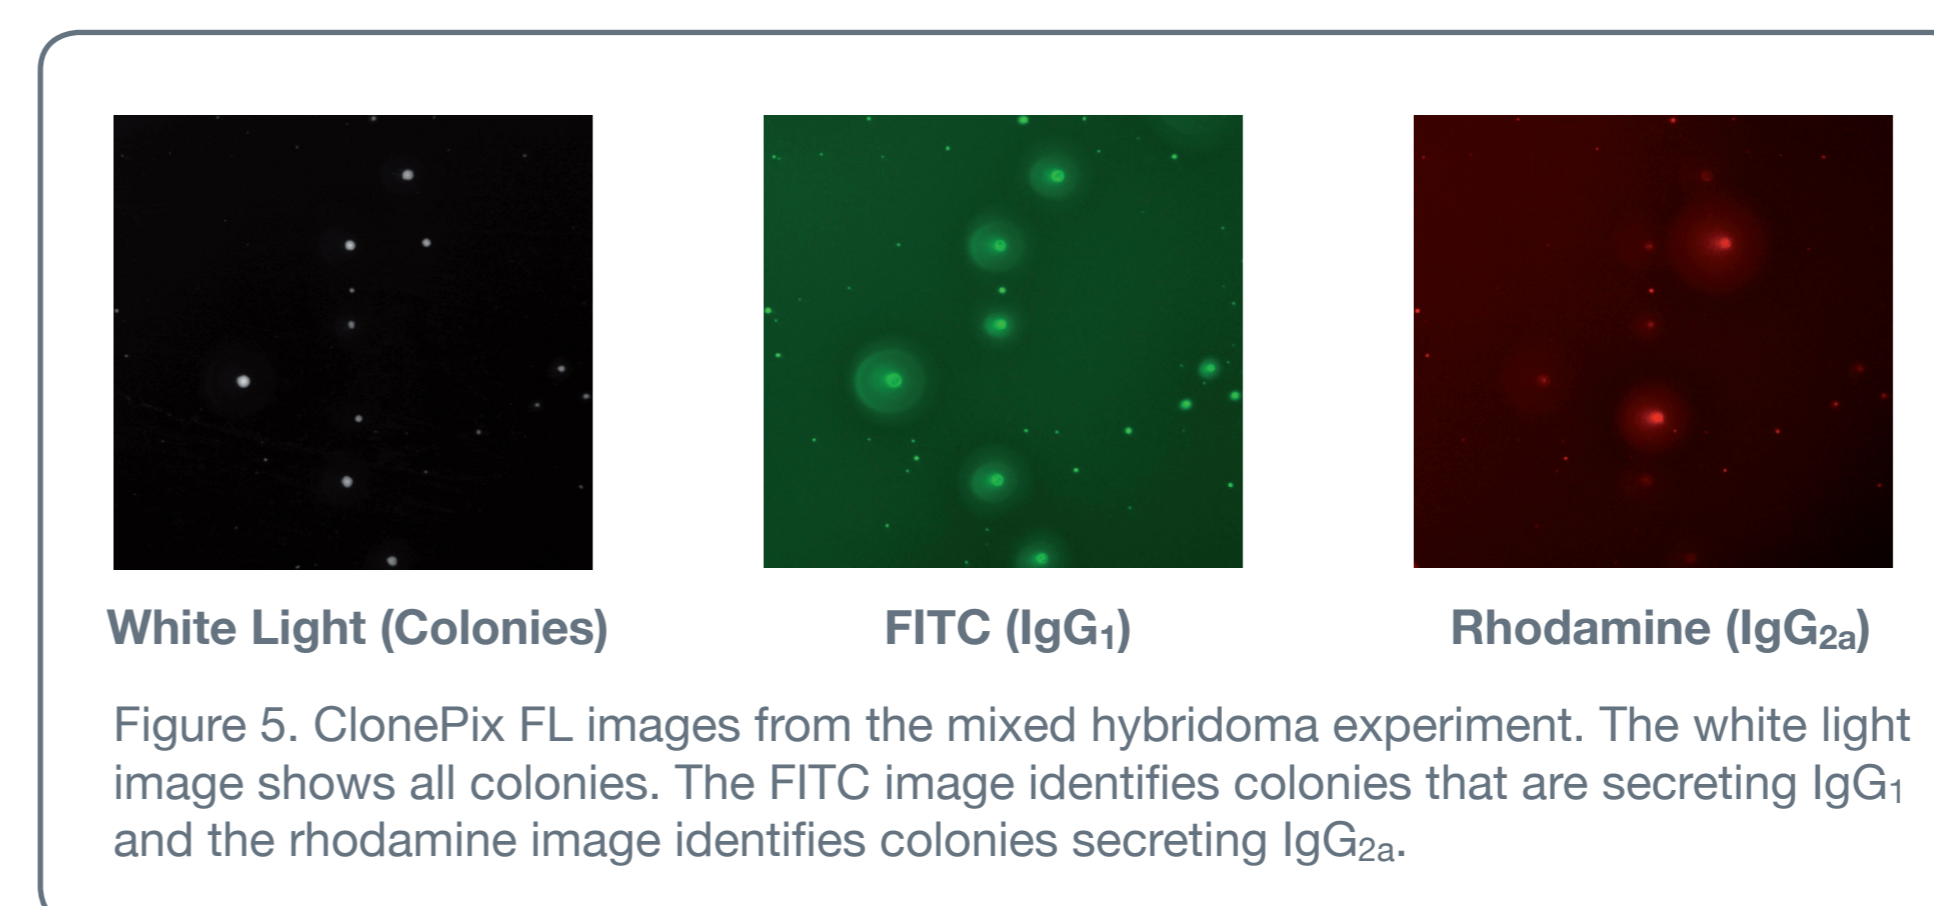 White Light (Colonies)
FITC (IgG₁)
Rhodamine (IgG₂ₐ)
Figure 5. ClonePix FL images from the mixed hybridoma experiment. The white light
image shows all colonies. The FITC image identifies colonies that are secreting IgG₁
and the rhodamine image identifies colonies secreting IgG₂ₐ.